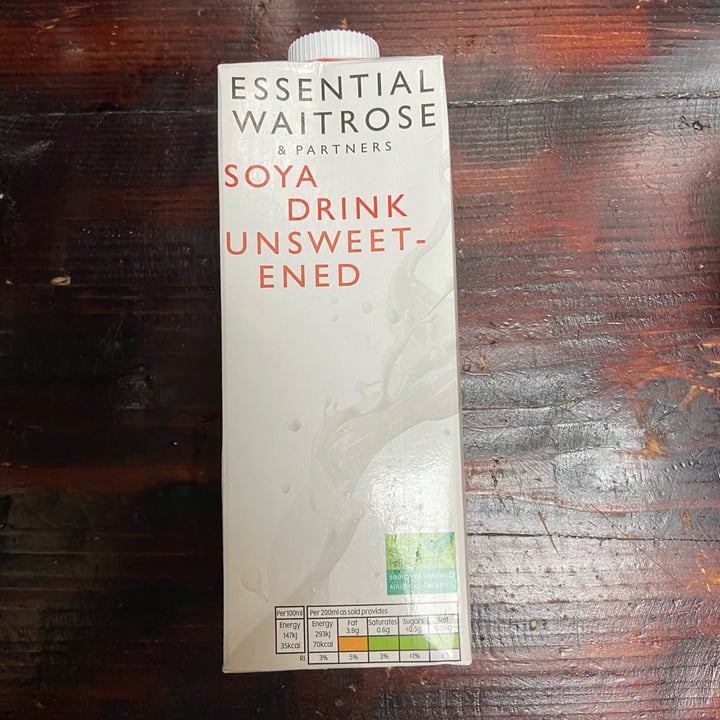 ESSENTIAL
WAITROSE
& PARTNERS
SOYA
DRINK
UNSWEET-
ENED
Per 100ml Per 200ml as sold provides
Energy Energy Fat Saturates Sugars Salt
147kJ 293kJ 3.8g 0.6g <0.5g
35kcal 70kcal
RI 3% 5% 3% <1%